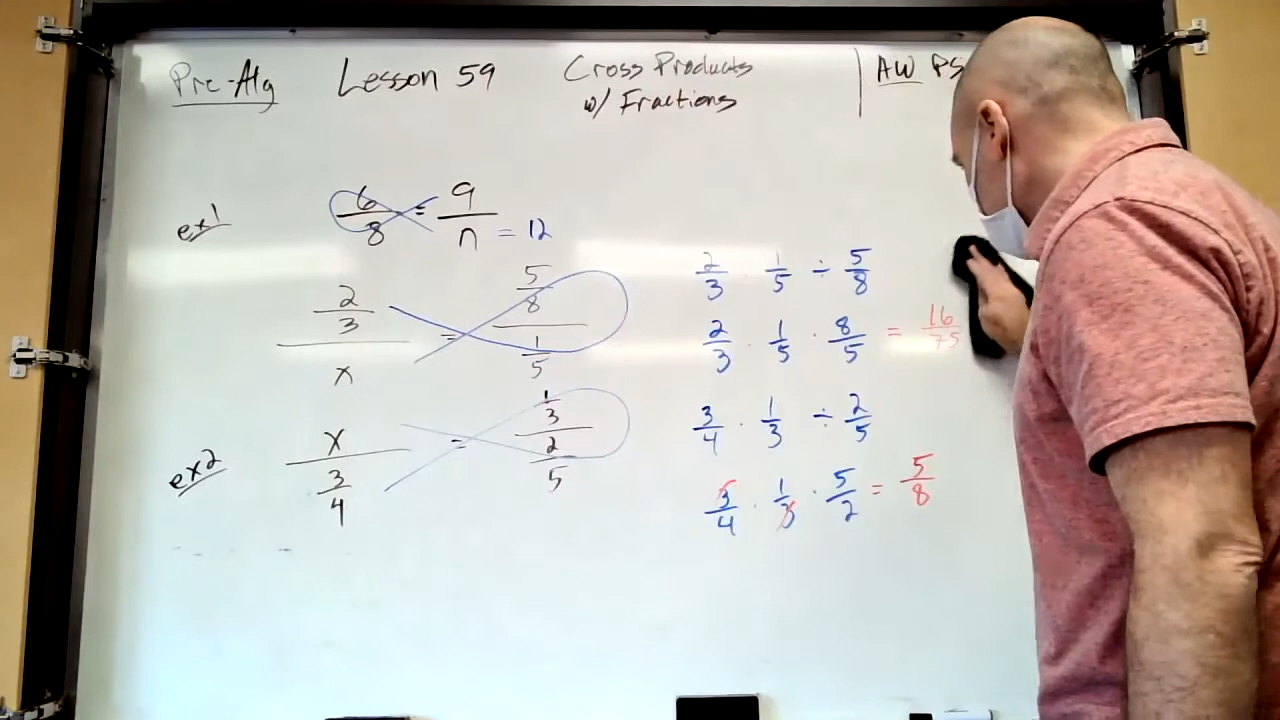 Pre-Alg Lesson 59 Cross Products w/ Fractions AW PS
ex1 6/8 = 9/n = 12
(2/3)/x = (5/8)/(1/5)
2/3 · 1/5 ÷ 5/8
2/3 · 1/5 · 8/5 = 16/75
ex2 x/(3/4) = (1/3)/(2/5)
3/4 · 1/3 ÷ 2/5
3/4 · 1/3 · 5/2 = 5/8